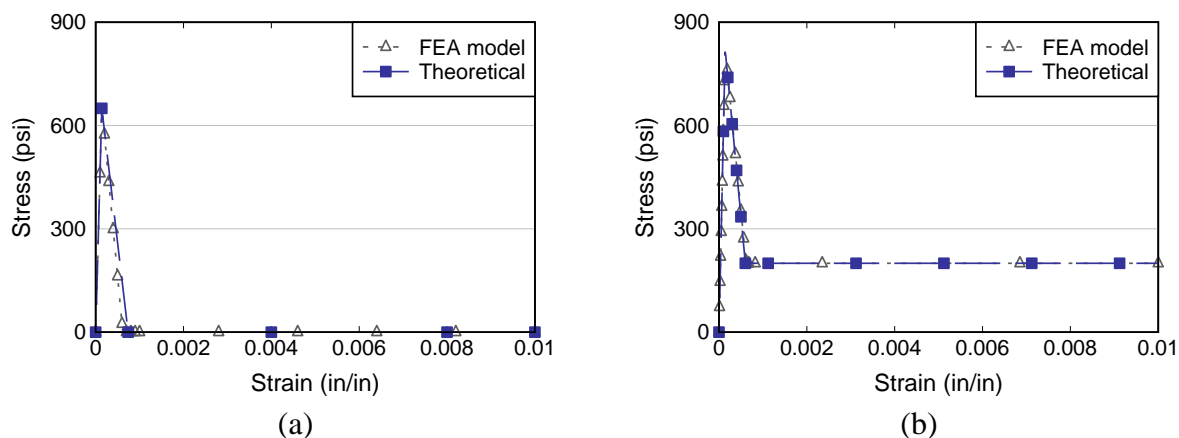 900
600
300
0
Stress (psi)
FEA model
Theoretical
0
0.002
0.004
0.006
0.008
0.01
Strain (in/in)
(a)
900
600
300
0
Stress (psi)
FEA model
Theoretical
0
0.002
0.004
0.006
0.008
0.01
Strain (in/in)
(b)